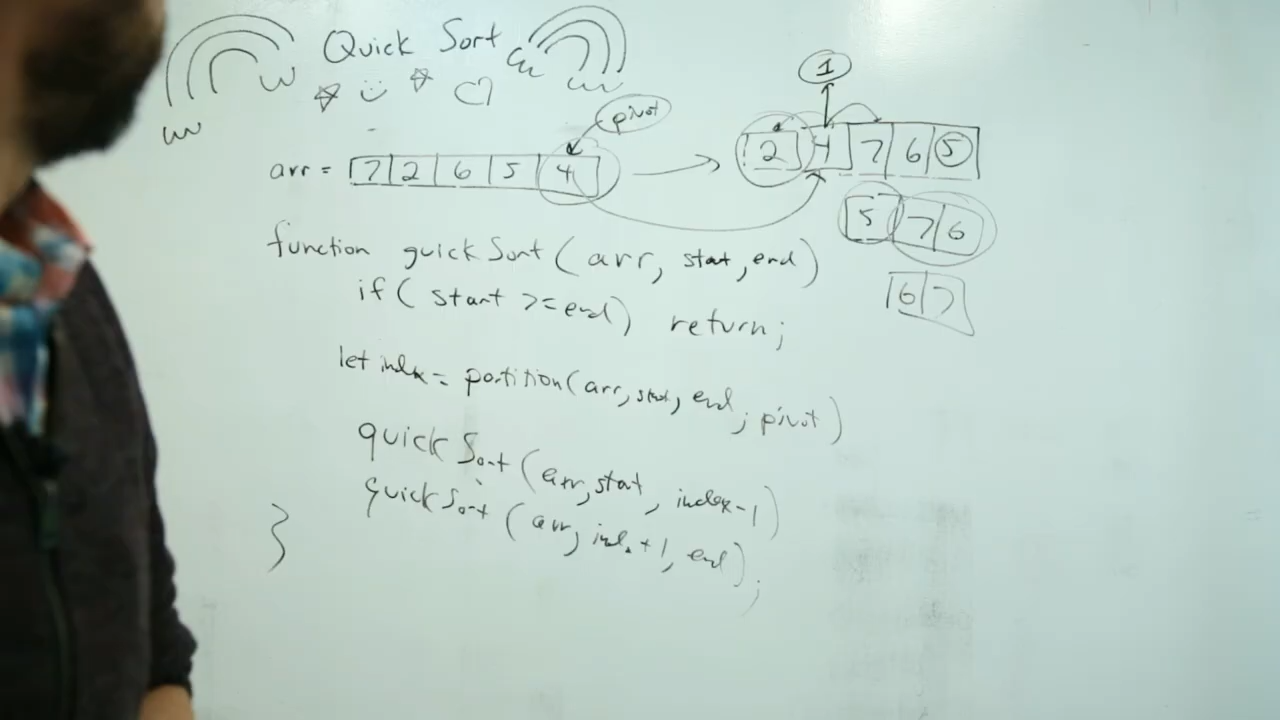 Quick Sort
1
pivot
arr = 7 2 6 5 4
2 4 7 6 5
5 7 6
6 7
function quickSort(arr, start, end)
if( start >= end) return;
let index = partition(arr, start, end, pivot)
quickSort(arr, start, index-1)
quickSort(arr, index+1, end);
}